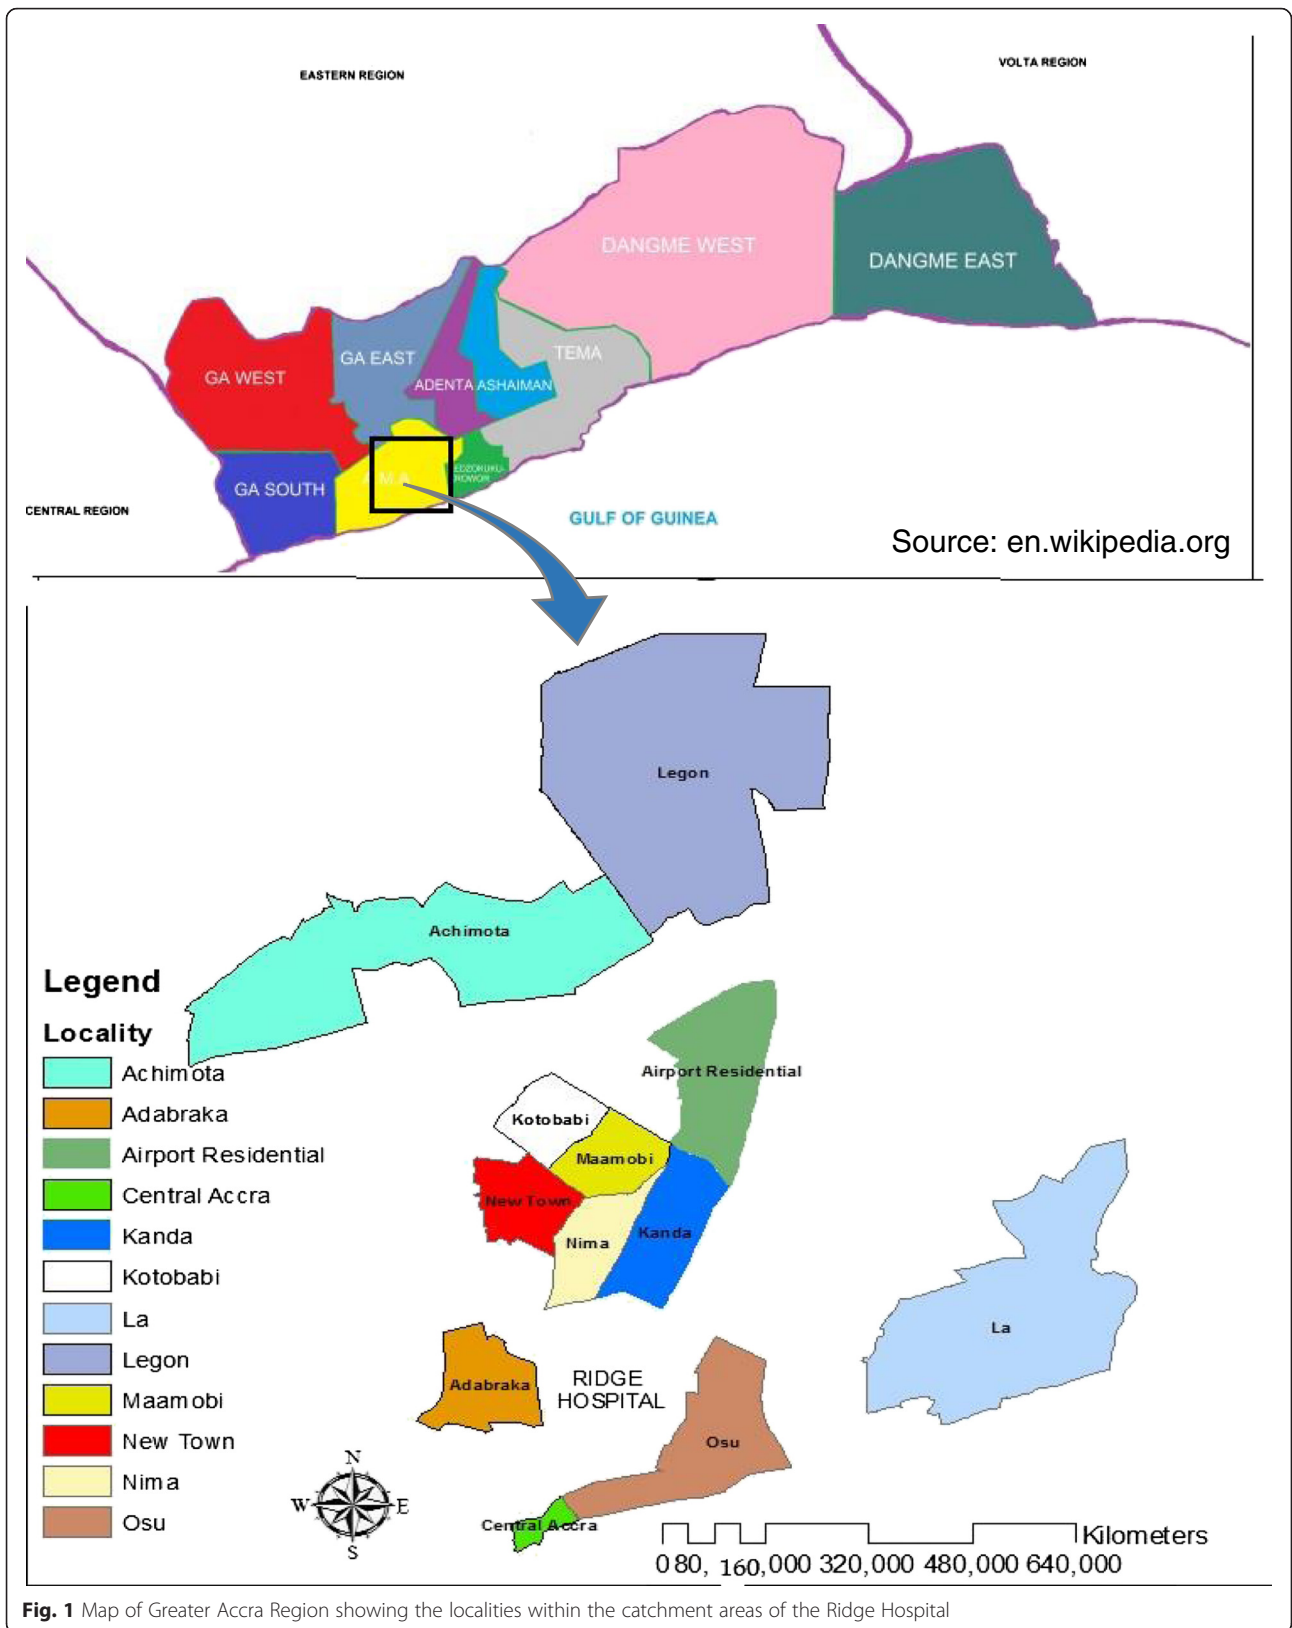 EASTERN REGION
VOLTA REGION
DANGME WEST
DANGME EAST
GA EAST
TEMA
GA WEST
ADENTA
ASHAIMAN
GA SOUTH
CENTRAL REGION
GULF OF GUINEA
Source: en.wikipedia.org
Legon
Achimota
Airport Residential
Kotobabi
Maamobi
New Town
Nima
Kanda
La
Adabraka
RIDGE
HOSPITAL
Osu
Central Accra
Legend
Locality
Achimota
Adabraka
Airport Residential
Central Accra
Kanda
Kotobabi
La
Legon
Maamobi
New Town
Nima
Osu
N
W
E
S
Kilometers
0 80, 160,000 320,000 480,000 640,000
Fig. 1 Map of Greater Accra Region showing the localities within the catchment areas of the Ridge Hospital